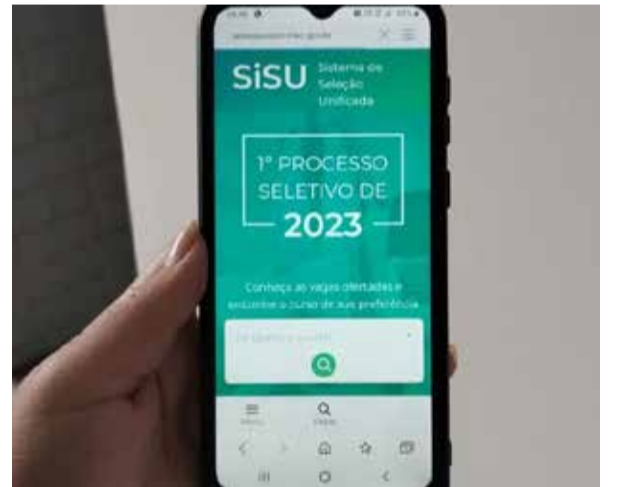 SiSU
Sistema de
Seleção
Unificada
1º PROCESSO
SELETIVO DE
2023
Conheça as vagas ofertadas e
encontre o curso de sua preferência